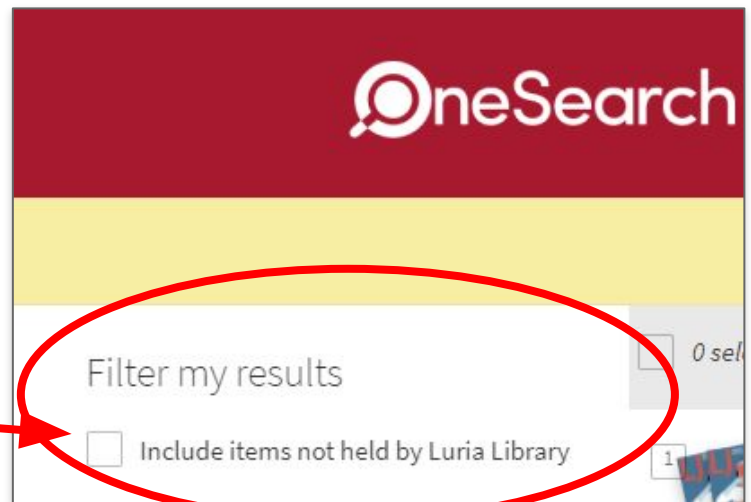 OneSearch
Filter my results
0 sel
Include items not held by Luria Library
1